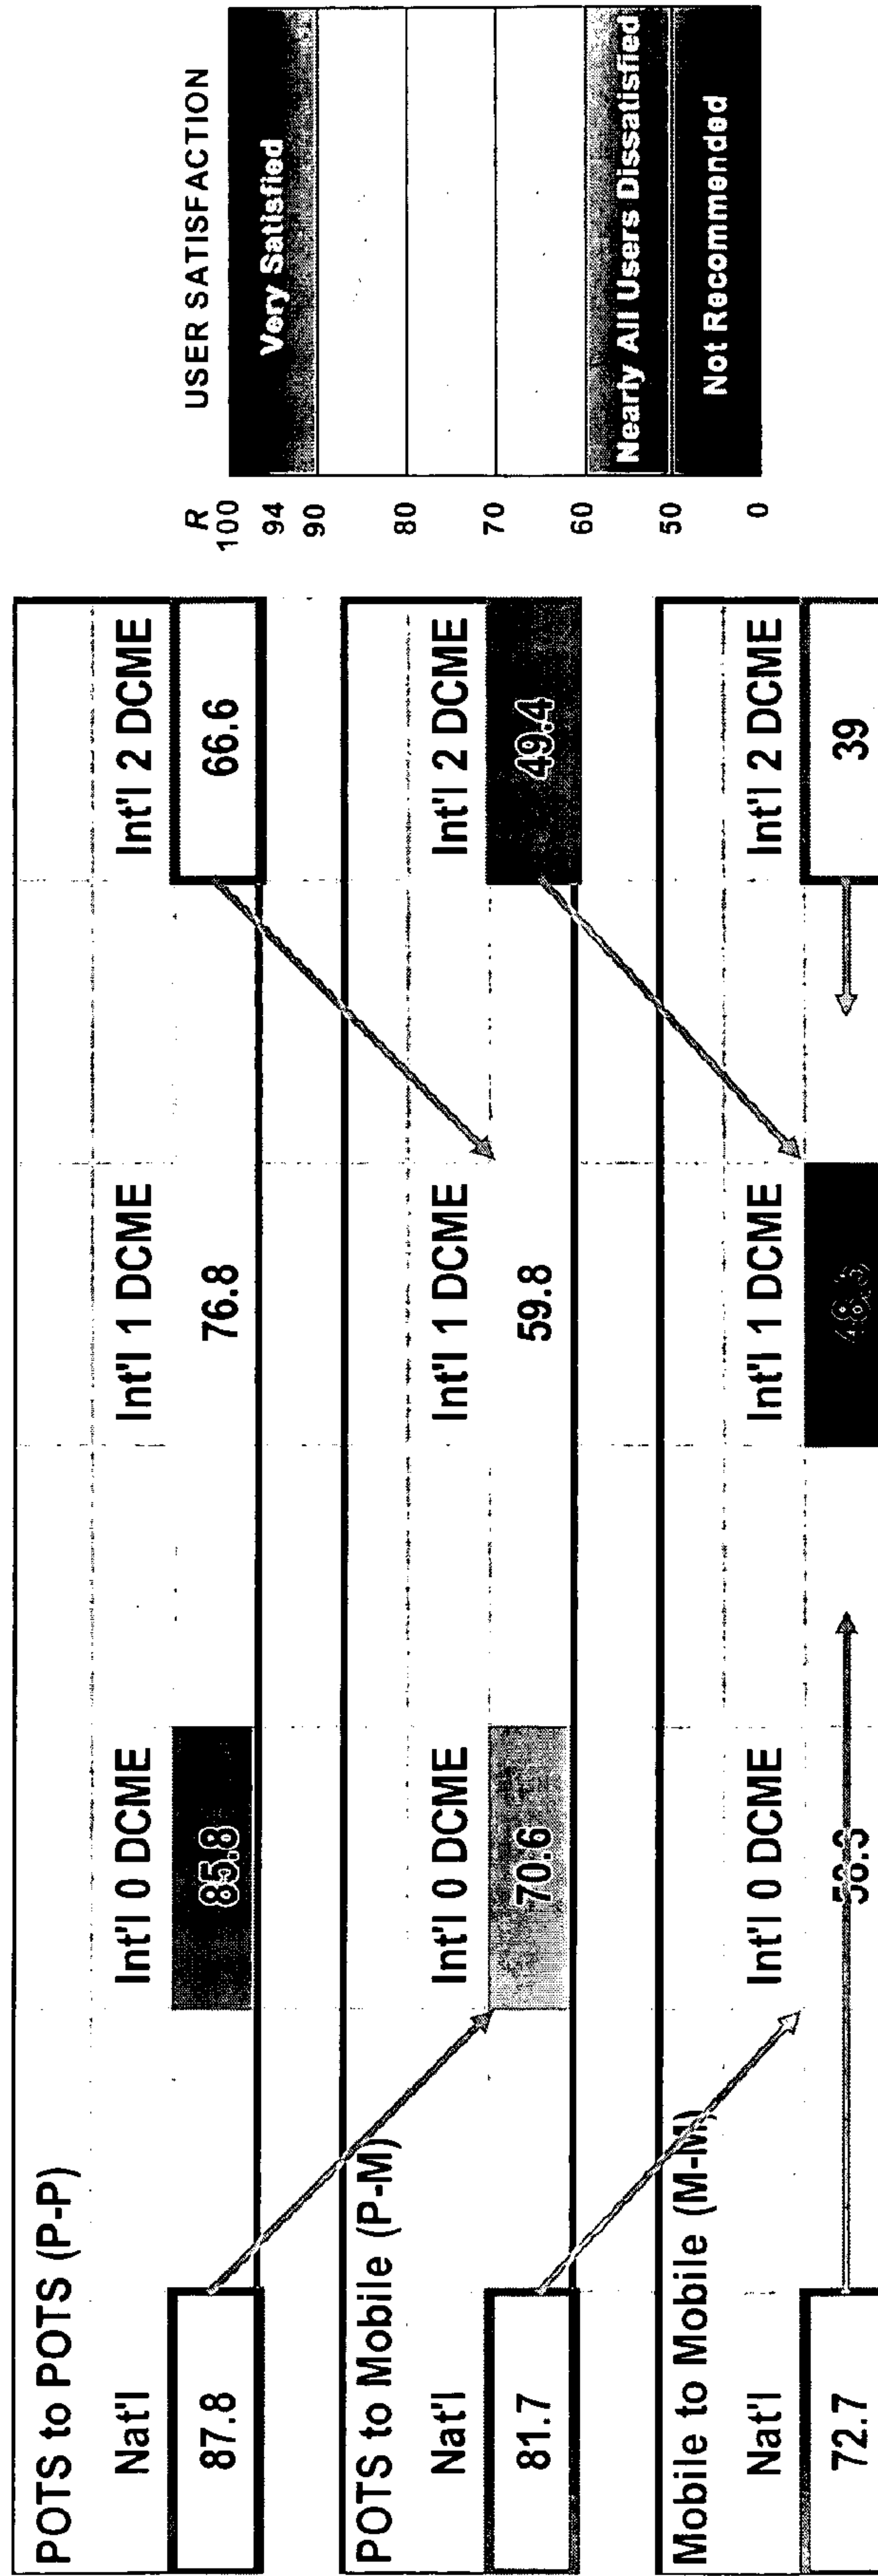 POTS to POTS (P-P)
Nat'l Int'l 0 DCME Int'l 1 DCME Int'l 2 DCME
87.8 85.8 76.8 66.6
POTS to Mobile (P-M)
Nat'l Int'l 0 DCME Int'l 1 DCME Int'l 2 DCME
81.7 70.6 59.8 49.4
Mobile to Mobile (M-M)
Nat'l Int'l 0 DCME Int'l 1 DCME Int'l 2 DCME
72.7 48.5 39
R USER SATISFACTION
100
94 Very Satisfied
90
80
70
60
Nearly All Users Dissatisfied
50
Not Recommended
0